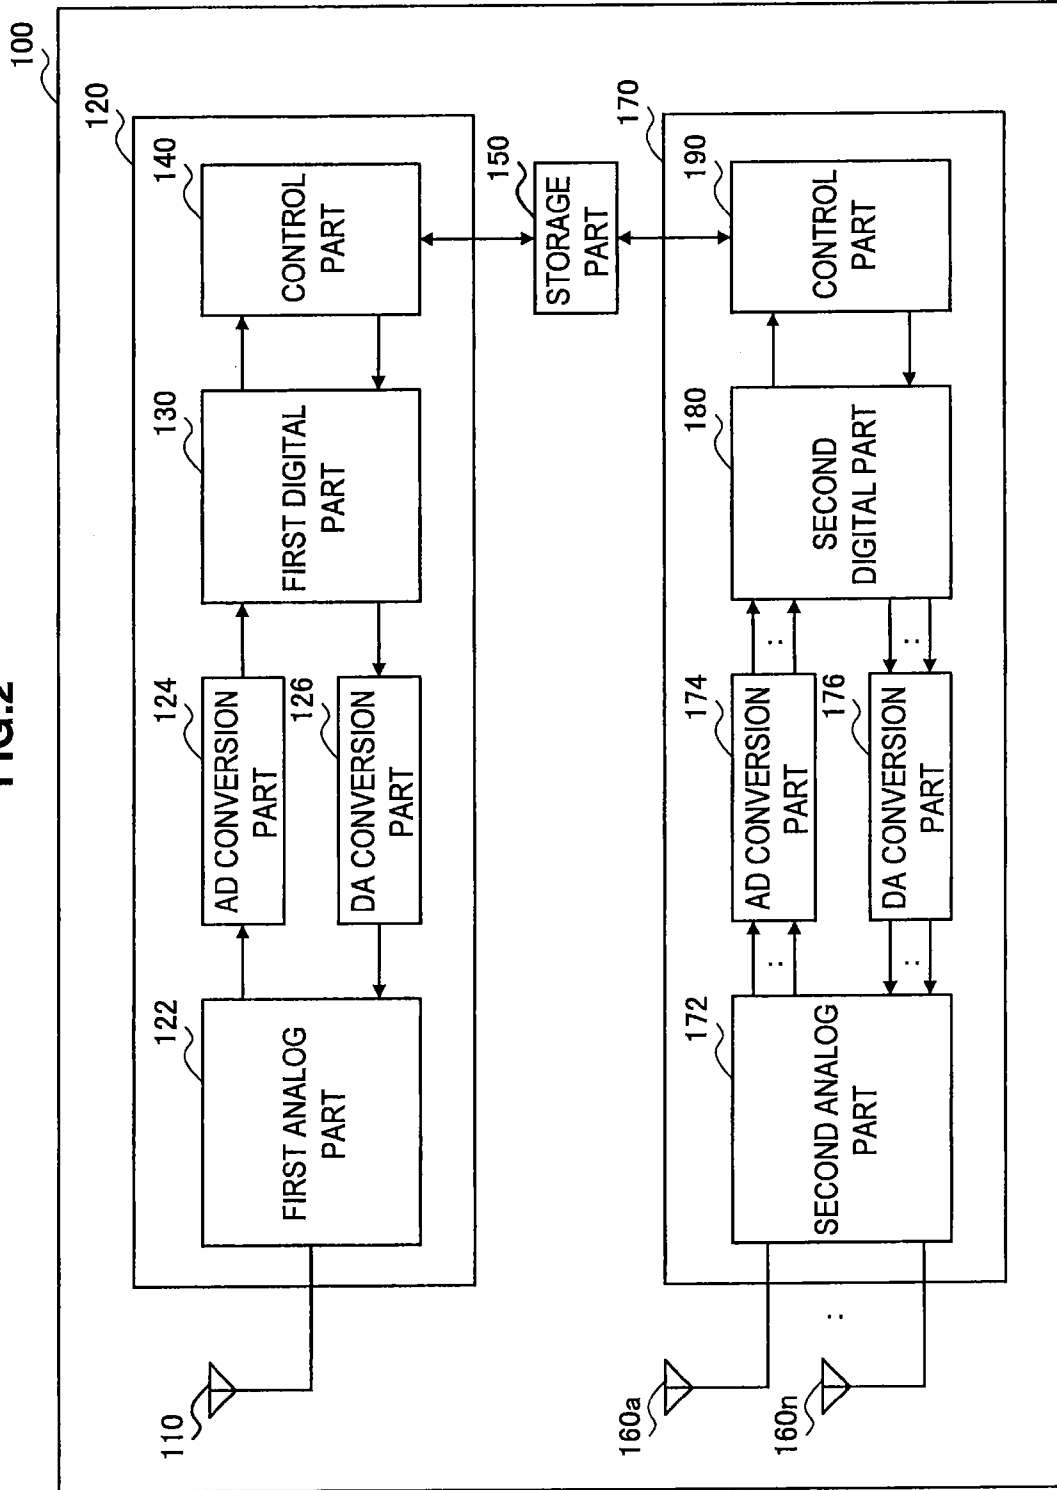 FIG.2
100
120
110
122
FIRST ANALOG
PART
124
AD CONVERSION
PART
126
DA CONVERSION
PART
130
FIRST DIGITAL
PART
140
CONTROL
PART
150
STORAGE
PART
170
160a
160n
172
SECOND ANALOG
PART
174
AD CONVERSION
PART
176
DA CONVERSION
PART
180
SECOND
DIGITAL PART
190
CONTROL
PART